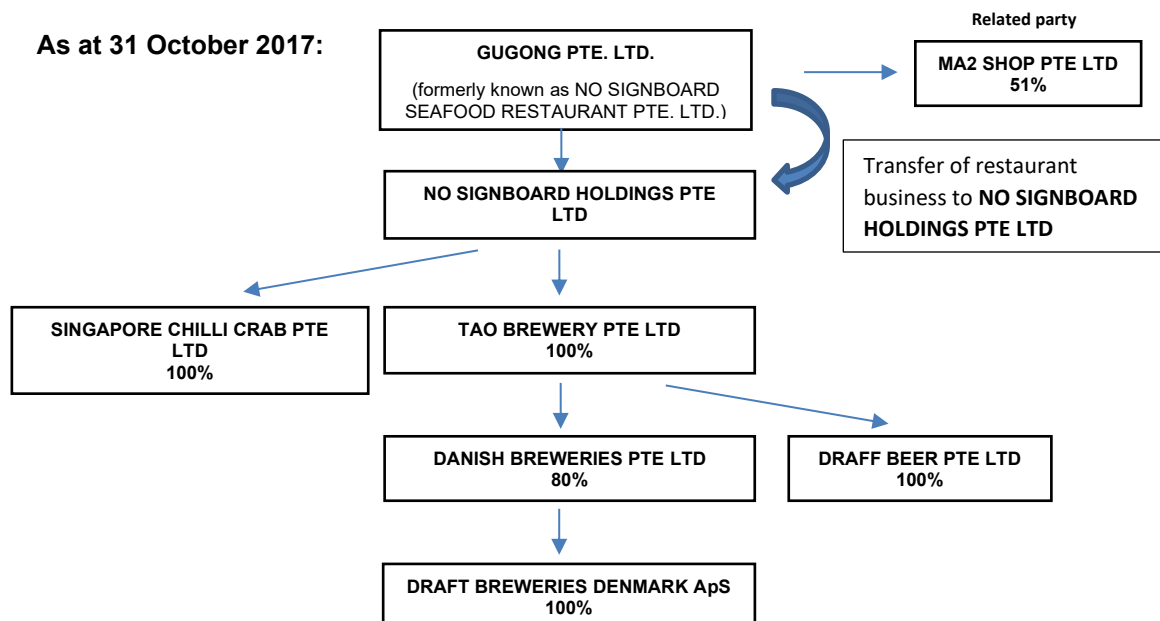 Related party
As at 31 October 2017:
GUGONG PTE. LTD.
(formerly known as NO SIGNBOARD
SEAFOOD RESTAURANT PTE. LTD.)
MA2 SHOP PTE LTD
51%
Transfer of restaurant
business to NO SIGNBOARD
HOLDINGS PTE LTD
NO SIGNBOARD HOLDINGS PTE
LTD
SINGAPORE CHILLI CRAB PTE
LTD
100%
TAO BREWERY PTE LTD
100%
DANISH BREWERIES PTE LTD
80%
DRAFF BEER PTE LTD
100%
DRAFT BREWERIES DENMARK ApS
100%